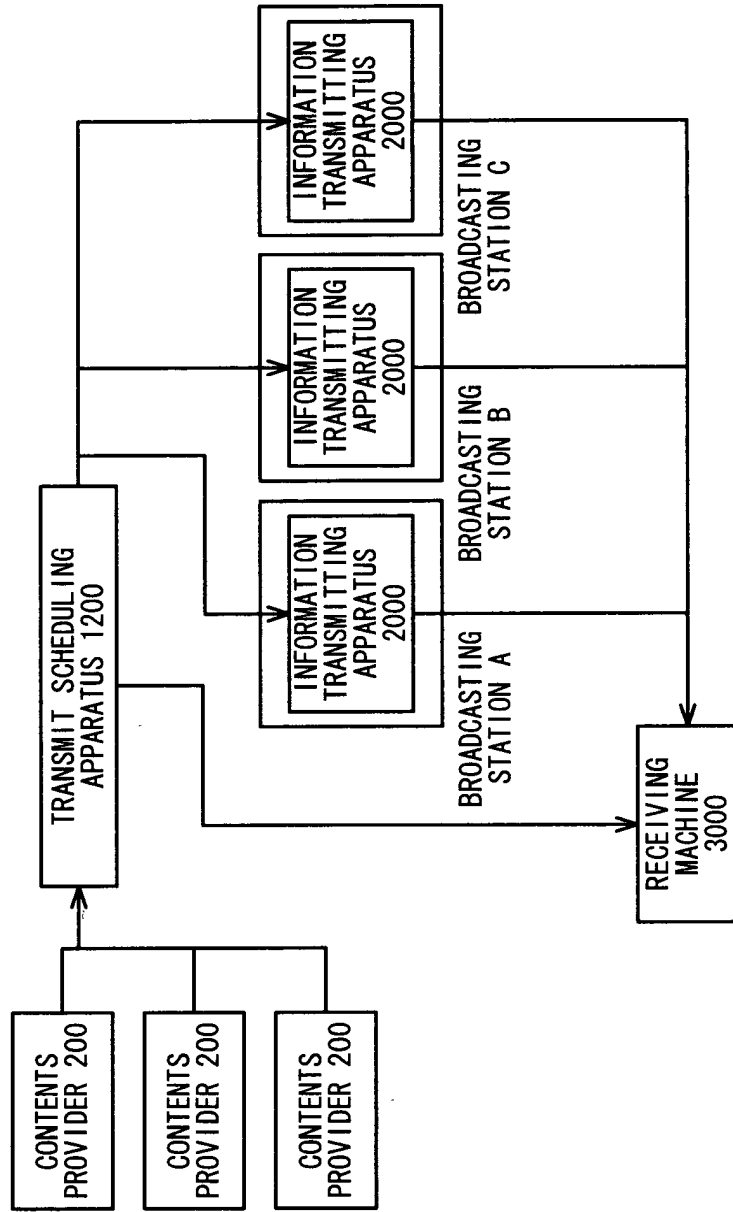 CONTENTS
PROVIDER 200
CONTENTS
PROVIDER 200
CONTENTS
PROVIDER 200
TRANSMIT SCHEDULING
APPARATUS 1200
INFORMATION
TRANSMITTING
APPARATUS
2000
BROADCASTING
STATION A
INFORMATION
TRANSMITTING
APPARATUS
2000
BROADCASTING
STATION B
INFORMATION
TRANSMITTING
APPARATUS
2000
BROADCASTING
STATION C
RECEIVING
MACHINE
3000